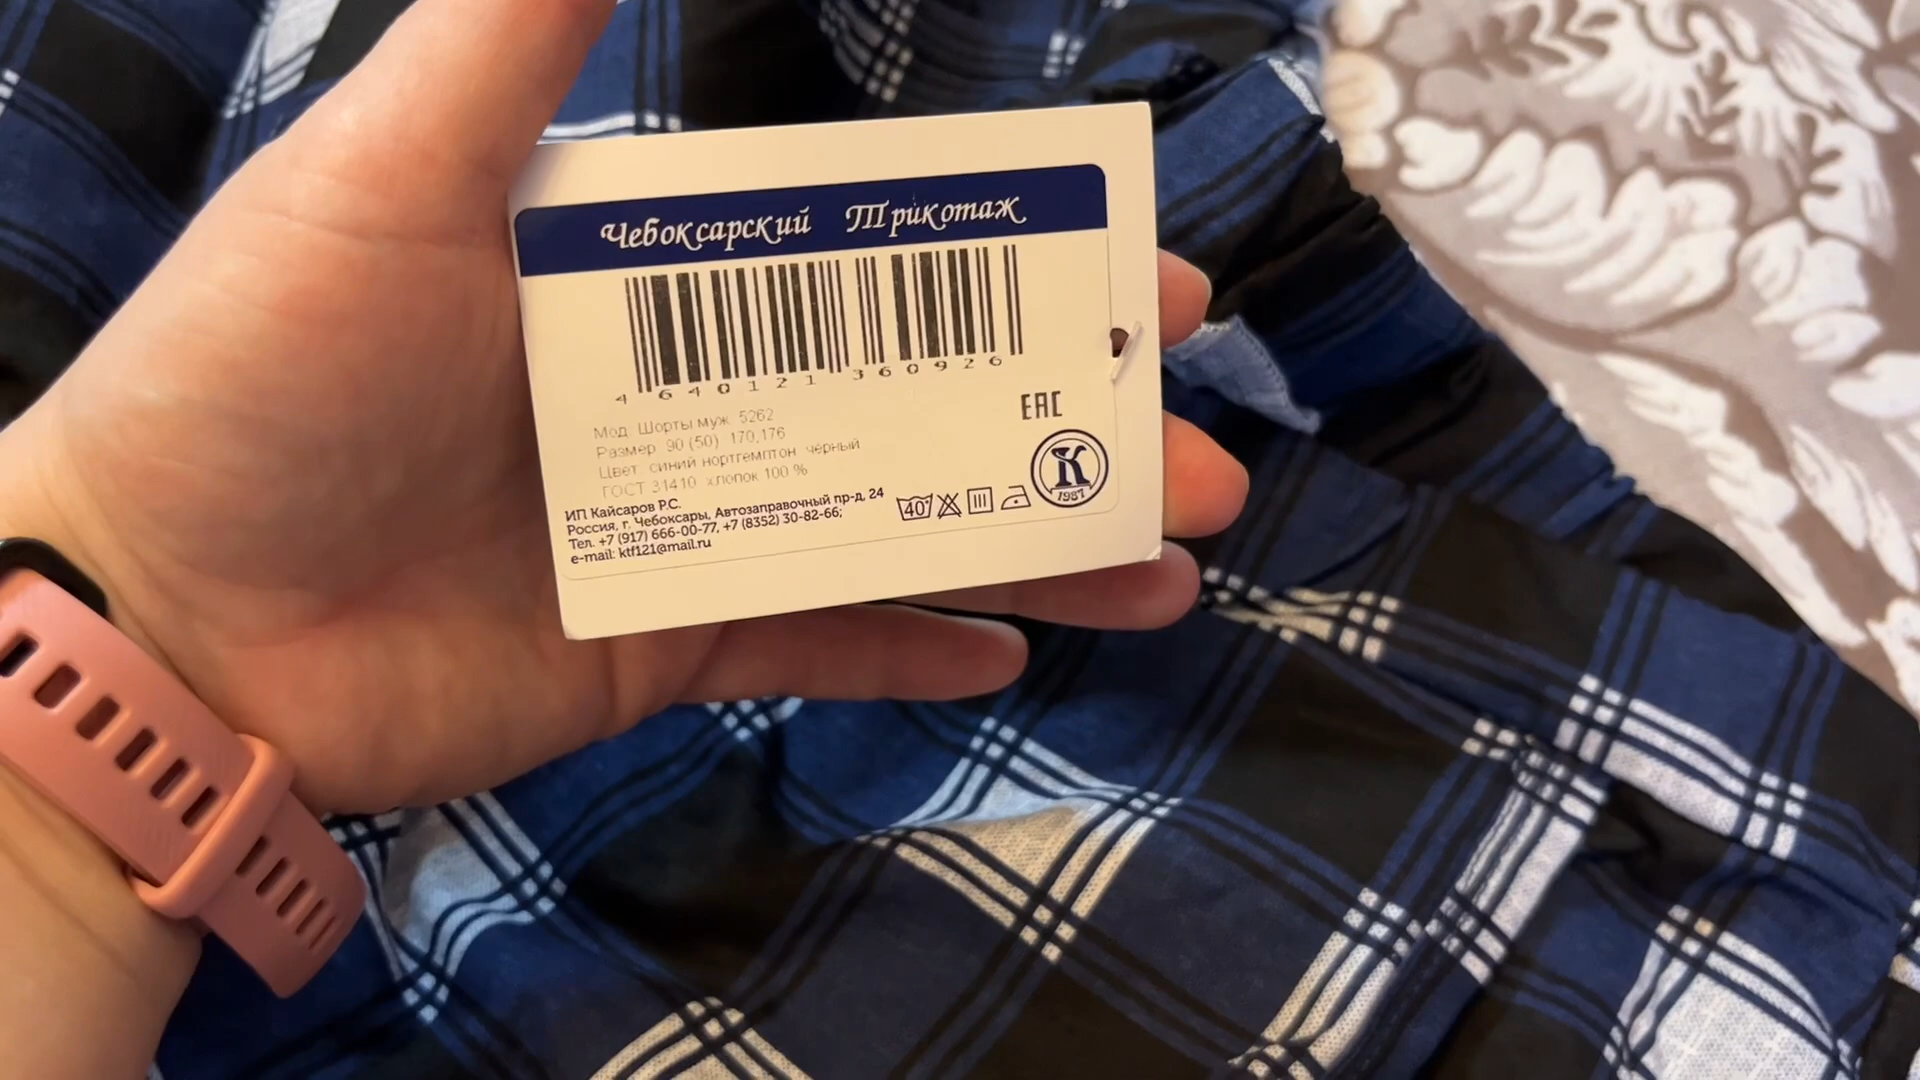 Чебоксарский Трикотаж
4 640121 360926
Мод Шорты муж 5262
Размер 90 (50) 170,176
Цвет синий нортгемптон чёрный
ГОСТ 31410 хлопок 100 %
EAC
ИП Кайсаров Р.С.
Россия, г. Чебоксары, Автозаправочный пр-д, 24
Тел. +7 (917) 666-00-77, +7 (8352) 30-82-66;
e-mail: ktf121@mail.ru
40
К
1987